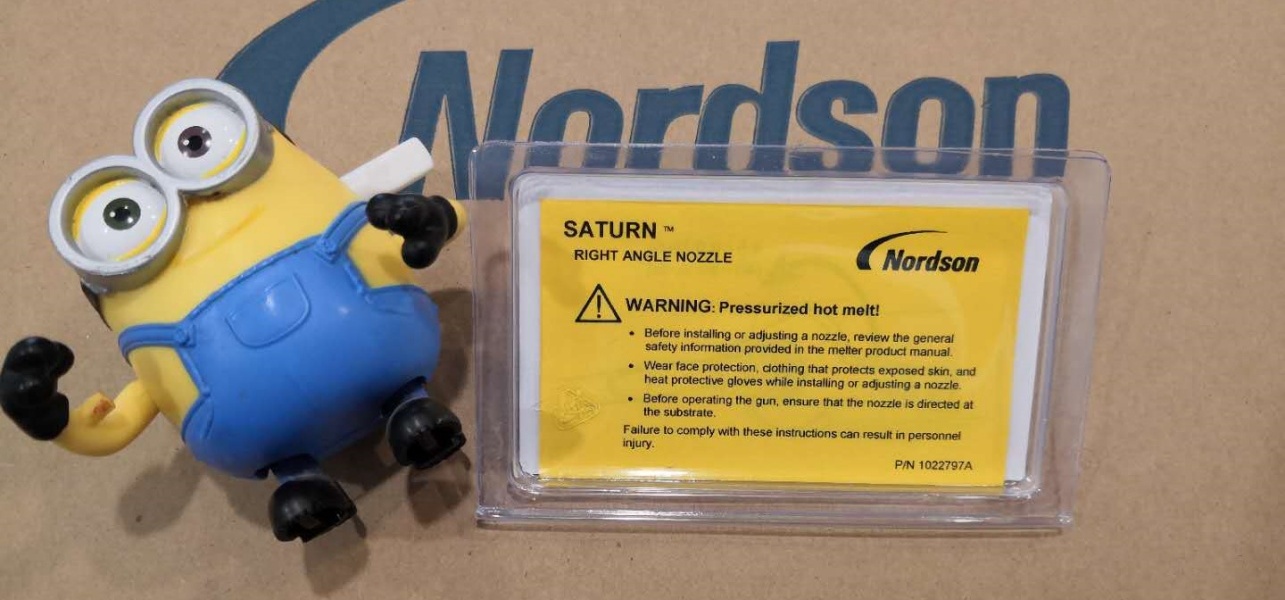 Nordson
SATURN ™
RIGHT ANGLE NOZZLE
Nordson
WARNING: Pressurized hot melt!
• Before installing or adjusting a nozzle, review the general
safety information provided in the melter product manual.
• Wear face protection, clothing that protects exposed skin, and
heat protective gloves while installing or adjusting a nozzle.
• Before operating the gun, ensure that the nozzle is directed at
the substrate.
Failure to comply with these instructions can result in personnel
injury.
P/N 1022797A